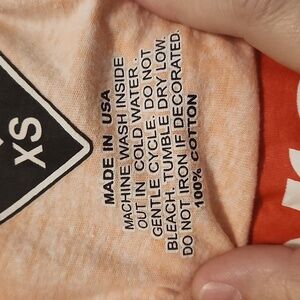 XS
MADE IN USA
MACHINE WASH INSIDE
OUT IN COLD WATER.
GENTLE CYCLE. DO NOT
BLEACH. TUMBLE DRY LOW.
DO NOT IRON IF DECORATED.
100% COTTON